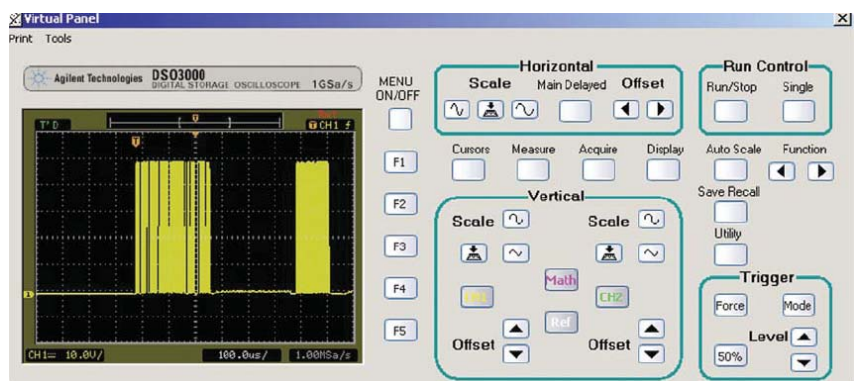 Virtual Panel
Print Tools
Agilent Technologies DSO3000
DIGITAL STORAGE OSCILLOSCOPE 1GSa/s
MENU
ON/OFF
Horizontal
Scale Main Delayed Offset
Run Control
Run/Stop Single
T'D
CH1
F1
Cursors Measure Acquire Display
Auto Scale Function
F2
Vertical
Save Recall
Scale Scale
F3
Utility
F4
Math
CH2
Trigger
Force Mode
F5
Ref
Offset Offset
Level
50%
CH1= 10.0V/ 100.0us/ 1.00MSa/s